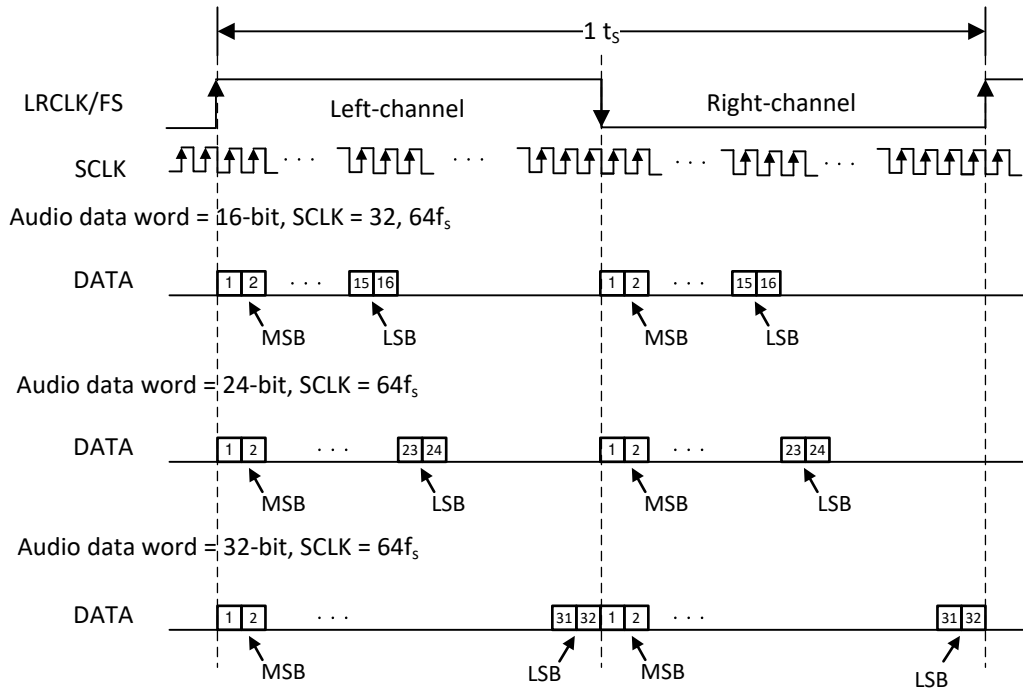 1 tS
LRCLK/FS
Left-channel
Right-channel
SCLK
Audio data word = 16-bit, SCLK = 32, 64fs
DATA
1 2 · · · 15 16 1 2 · · · 15 16
MSB LSB MSB LSB
Audio data word = 24-bit, SCLK = 64fs
DATA
1 2 · · · 23 24 1 2 · · · 23 24
MSB LSB MSB LSB
Audio data word = 32-bit, SCLK = 64fs
DATA
1 2 · · · 31 32 1 2 · · · 31 32
MSB LSB MSB LSB